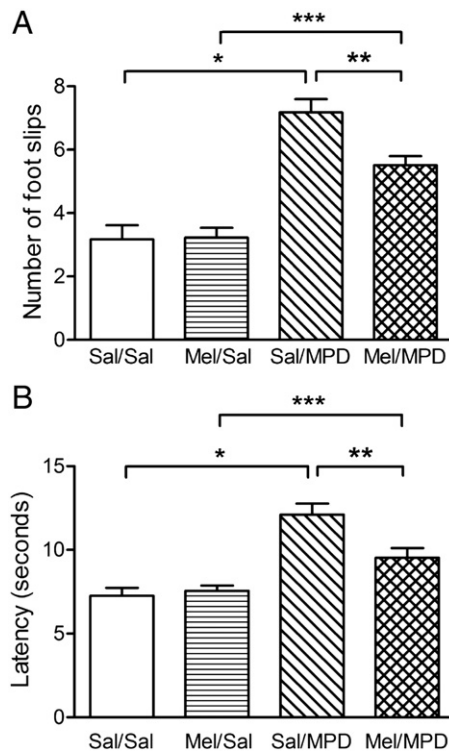 A
***
*
**
Number of foot slips
8
6
4
2
0
Sal/Sal Mel/Sal Sal/MPD Mel/MPD
B
***
*
**
Latency (seconds)
15
10
5
0
Sal/Sal Mel/Sal Sal/MPD Mel/MPD